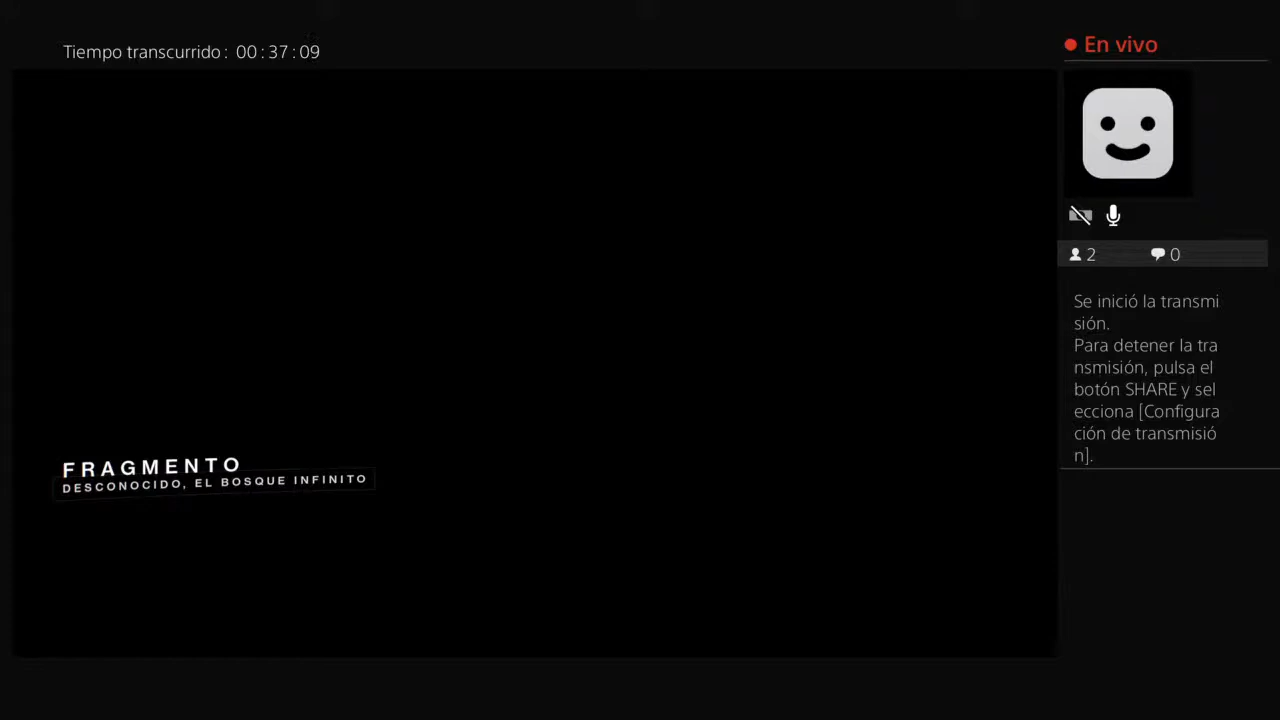 Tiempo transcurrido: 00:37:09
En vivo
2 0
Se inició la transmi
sión.
Para detener la tra
nsmisión, pulsa el
botón SHARE y sel
ecciona [Configura
ción de transmisió
n].
FRAGMENTO
DESCONOCIDO, EL BOSQUE INFINITO